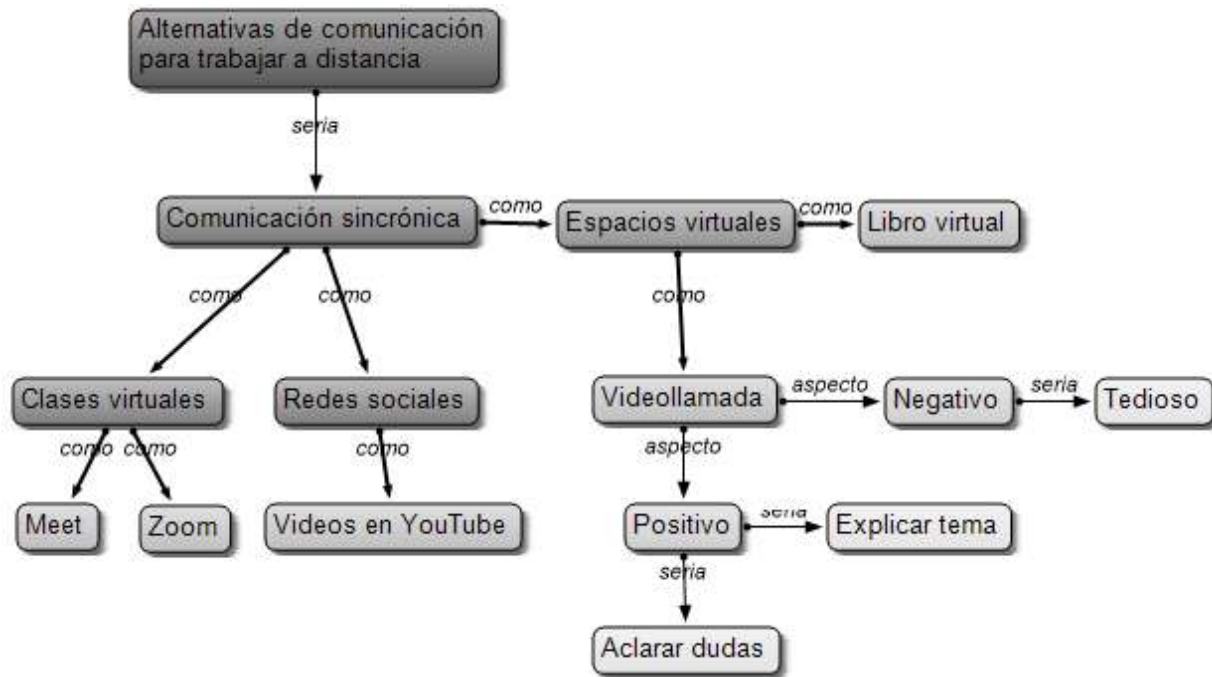 Alternativas de comunicación
para trabajar a distancia
seria
Comunicación sincrónica
como
Espacios virtuales
como
Libro virtual
como
como
como
Clases virtuales
Redes sociales
Videollamada
aspecto
Negativo
seria
Tedioso
como
como
como
aspecto
Meet
Zoom
Videos en YouTube
Positivo
seria
Explicar tema
seria
Aclarar dudas